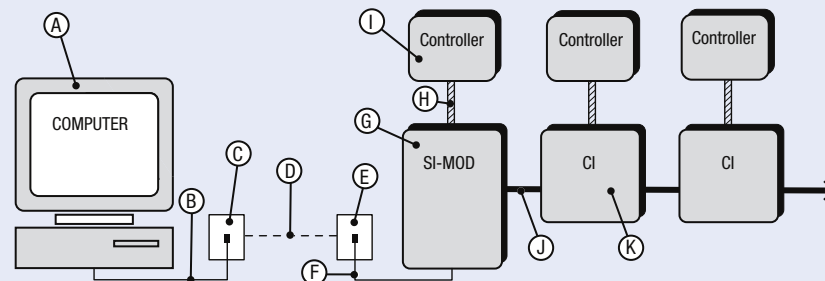 A
I
Controller
Controller
Controller
H
G
COMPUTER
C
D
E
SI-MOD
CI
CI
B
J
K
F